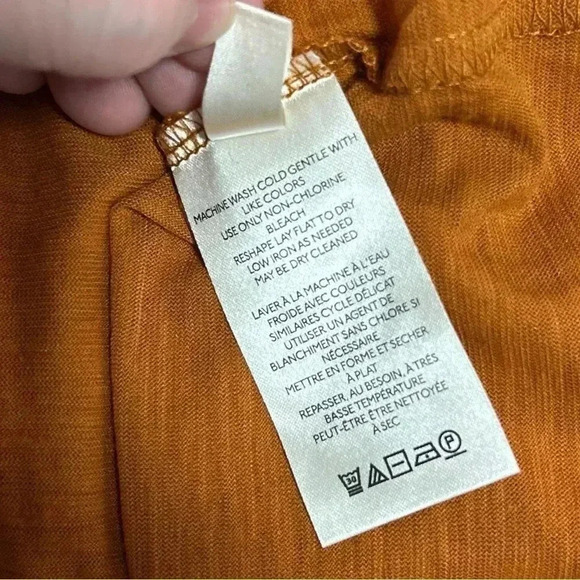 MACHINE WASH COLD GENTLE WITH
LIKE COLORS
USE ONLY NON-CHLORINE
BLEACH
RESHAPE LAY FLAT TO DRY
LOW IRON AS NEEDED
MAY BE DRY CLEANED
LAVER À LA MACHINE À L'EAU
FROIDE AVEC COULEURS
SIMILAIRES CYCLE DÉLICAT
UTILISER UN AGENT DE
BLANCHIMENT SANS CHLORE SI
NÉCESSAIRE
METTRE EN FORME ET SECHER
À PLAT
REPASSER, AU BESOIN, À TRÈS
BASSE TEMPÉRATURE
PEUT-ÊTRE ÊTRE NETTOYÉE
À SEC
30 P